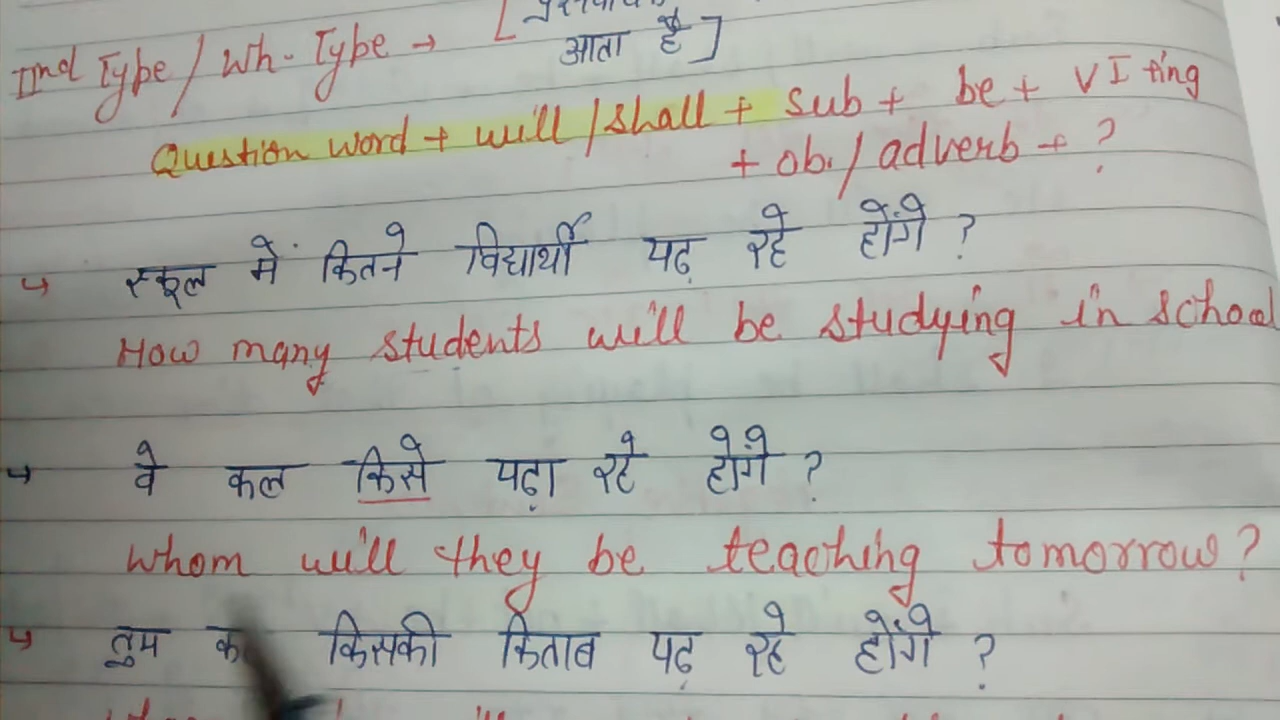 IInd Type / Wh. Type → [
आता है ]
Question word + will / shall + sub + be + V I + ing
+ ob. / adverb + ?
स्कूल में कितने विद्यार्थी पढ़ रहे होंगे ?
How many students will be studying in school
वे कल किसे पढ़ा रहे होंगे ?
Whom will they be teaching tomorrow ?
तुम किसकी किताब पढ़ रहे होंगे ?